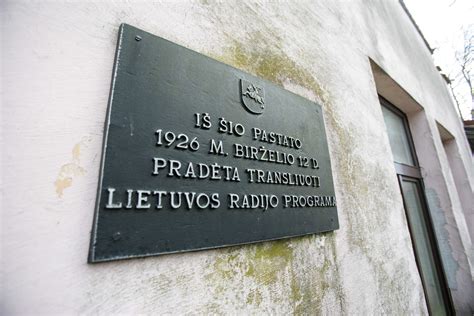 IŠ ŠIO PASTATO
1926 M. BIRŽELIO 12 D.
PRADĖTA TRANSLIUOTI
LIETUVOS RADIJO PROGRAMA